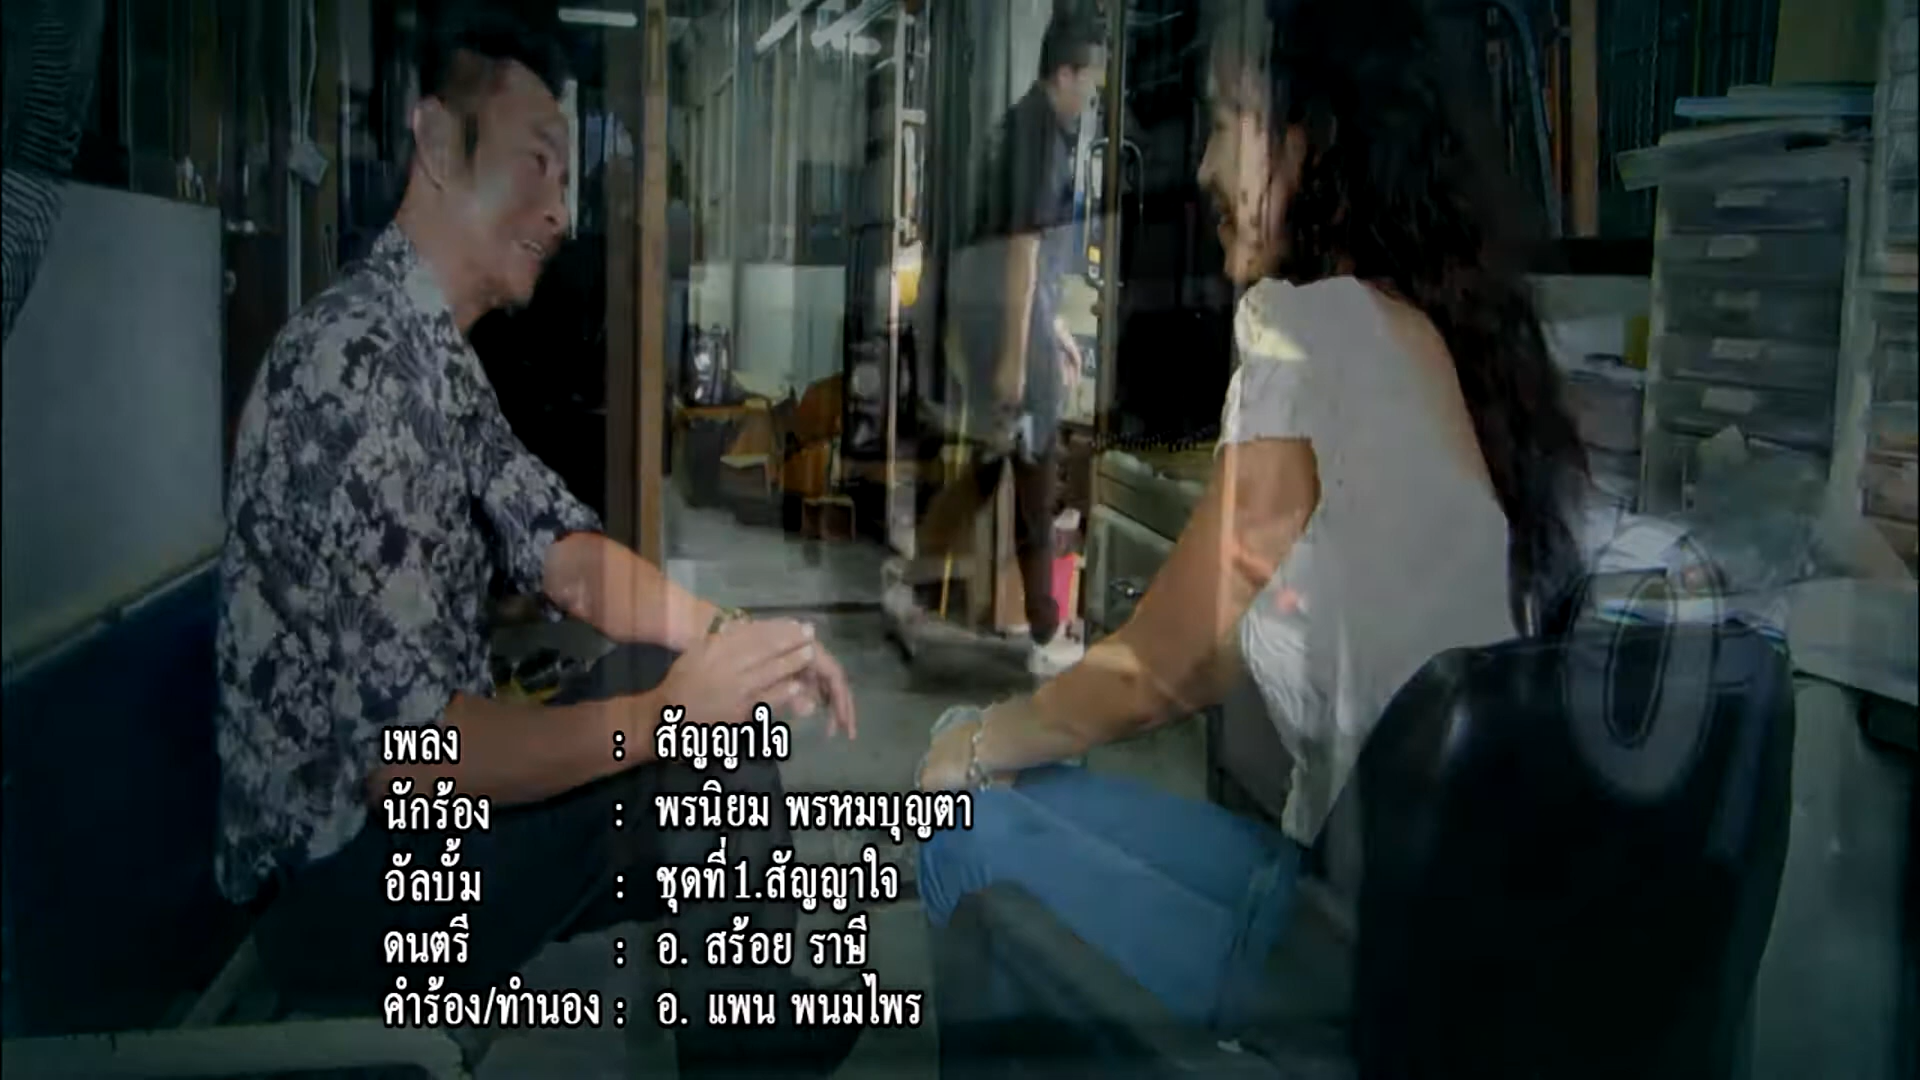 เพลง : สัญญาใจ
นักร้อง : พรนิยม พรหมบุญตา
อัลบั้ม : ชุดที่ 1.สัญญาใจ
ดนตรี : อ. สร้อย ราษี
คำร้อง/ทำนอง : อ. แพน พนมไพร